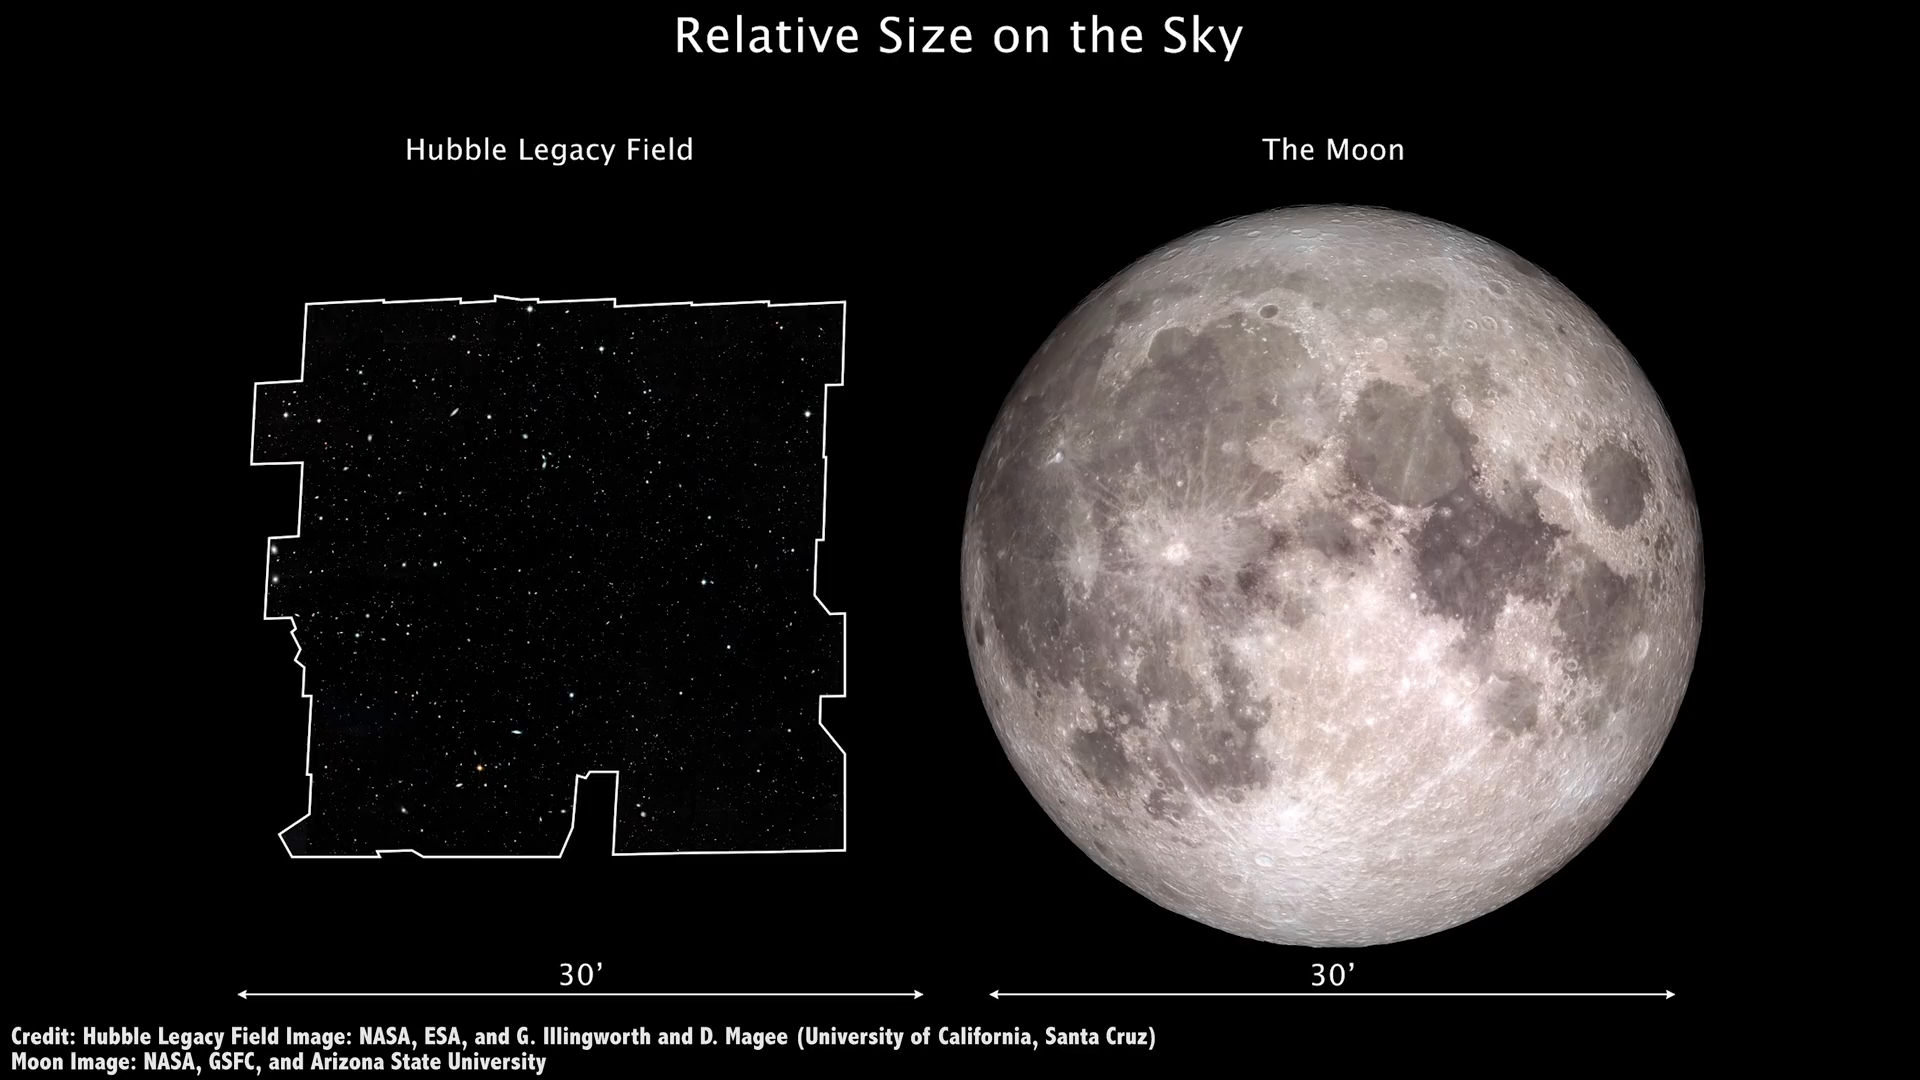 Relative Size on the Sky
Hubble Legacy Field
The Moon
30’
30’
Credit: Hubble Legacy Field Image: NASA, ESA, and G. Illingworth and D. Magee (University of California, Santa Cruz)
Moon Image: NASA, GSFC, and Arizona State University